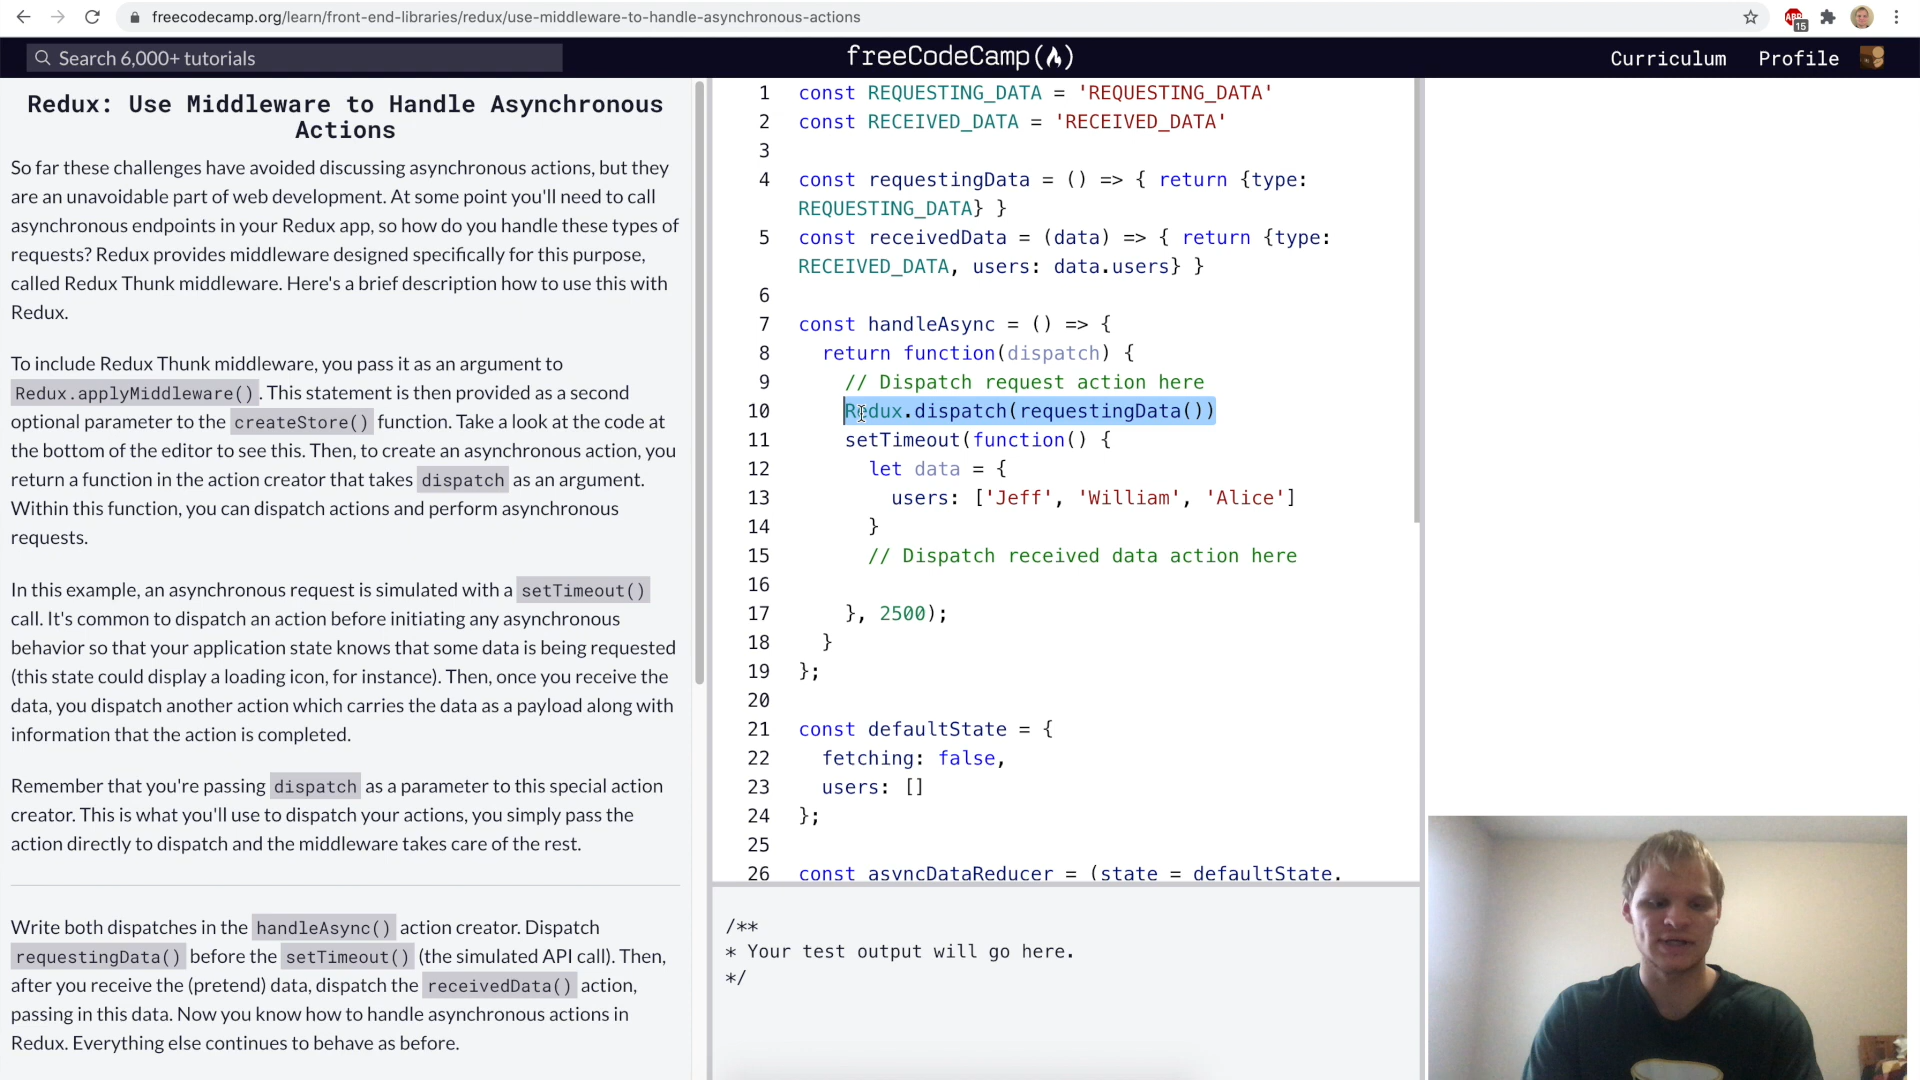 freecodecamp.org/learn/front-end-libraries/redux/use-middleware-to-handle-asynchronous-actions
ABP
15
Search 6,000+ tutorials
freeCodeCamp
Curriculum
Profile
Redux: Use Middleware to Handle Asynchronous
Actions
So far these challenges have avoided discussing asynchronous actions, but they
are an unavoidable part of web development. At some point you'll need to call
asynchronous endpoints in your Redux app, so how do you handle these types of
requests? Redux provides middleware designed specifically for this purpose,
called Redux Thunk middleware. Here's a brief description how to use this with
Redux.
To include Redux Thunk middleware, you pass it as an argument to
Redux.applyMiddleware(). This statement is then provided as a second
optional parameter to the createStore() function. Take a look at the code at
the bottom of the editor to see this. Then, to create an asynchronous action, you
return a function in the action creator that takes dispatch as an argument.
Within this function, you can dispatch actions and perform asynchronous
requests.
In this example, an asynchronous request is simulated with a setTimeout()
call. It's common to dispatch an action before initiating any asynchronous
behavior so that your application state knows that some data is being requested
(this state could display a loading icon, for instance). Then, once you receive the
data, you dispatch another action which carries the data as a payload along with
information that the action is completed.
Remember that you're passing dispatch as a parameter to this special action
creator. This is what you'll use to dispatch your actions, you simply pass the
action directly to dispatch and the middleware takes care of the rest.
Write both dispatches in the handleAsync() action creator. Dispatch
requestingData() before the setTimeout() (the simulated API call). Then,
after you receive the (pretend) data, dispatch the receivedData() action,
passing in this data. Now you know how to handle asynchronous actions in
Redux. Everything else continues to behave as before.
1 const REQUESTING_DATA = 'REQUESTING_DATA'
2 const RECEIVED_DATA = 'RECEIVED_DATA'
3
4 const requestingData = () => { return {type:
REQUESTING_DATA} }
5 const receivedData = (data) => { return {type:
RECEIVED_DATA, users: data.users} }
6
7 const handleAsync = () => {
8 return function(dispatch) {
9 // Dispatch request action here
10 Redux.dispatch(requestingData())
11 setTimeout(function() {
12 let data = {
13 users: ['Jeff', 'William', 'Alice']
14 }
15 // Dispatch received data action here
16
17 }, 2500);
18 }
19 };
20
21 const defaultState = {
22 fetching: false,
23 users: []
24 };
25
26 const asyncDataReducer = (state = defaultState,
/**
* Your test output will go here.
*/